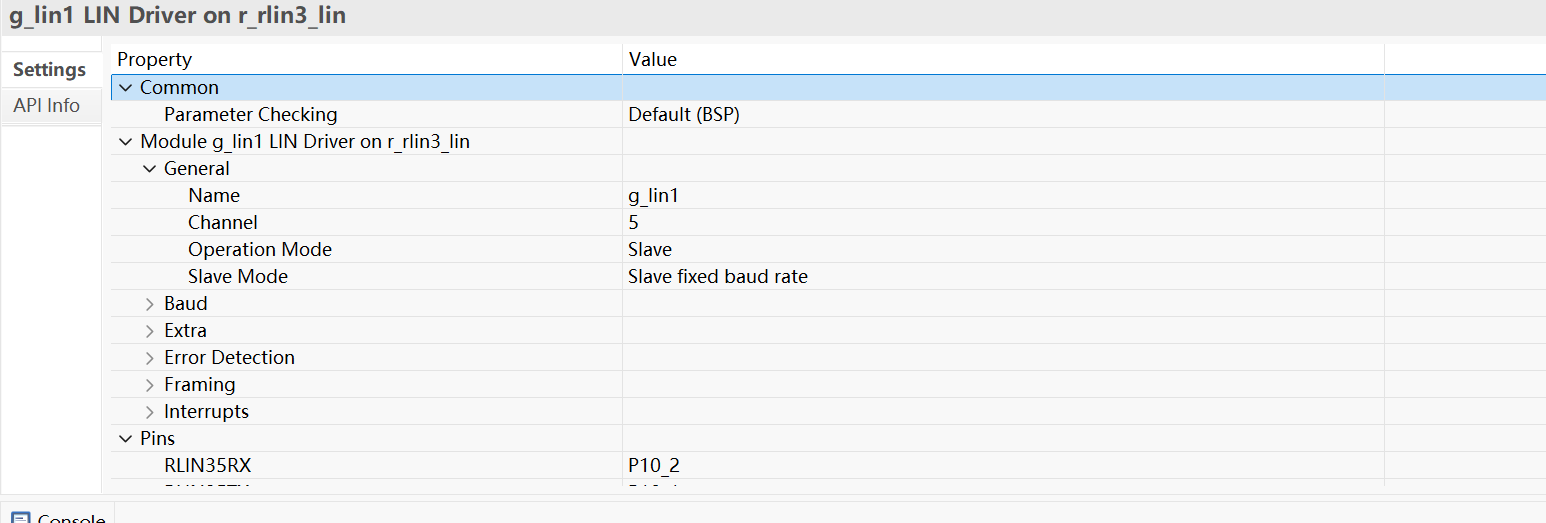 g_lin1 LIN Driver on r_rlin3_lin
Settings
API Info
Property Value
Common
Parameter Checking Default (BSP)
Module g_lin1 LIN Driver on r_rlin3_lin
General
Name g_lin1
Channel 5
Operation Mode Slave
Slave Mode Slave fixed baud rate
Baud
Extra
Error Detection
Framing
Interrupts
Pins
RLIN35RX P10_2
Console